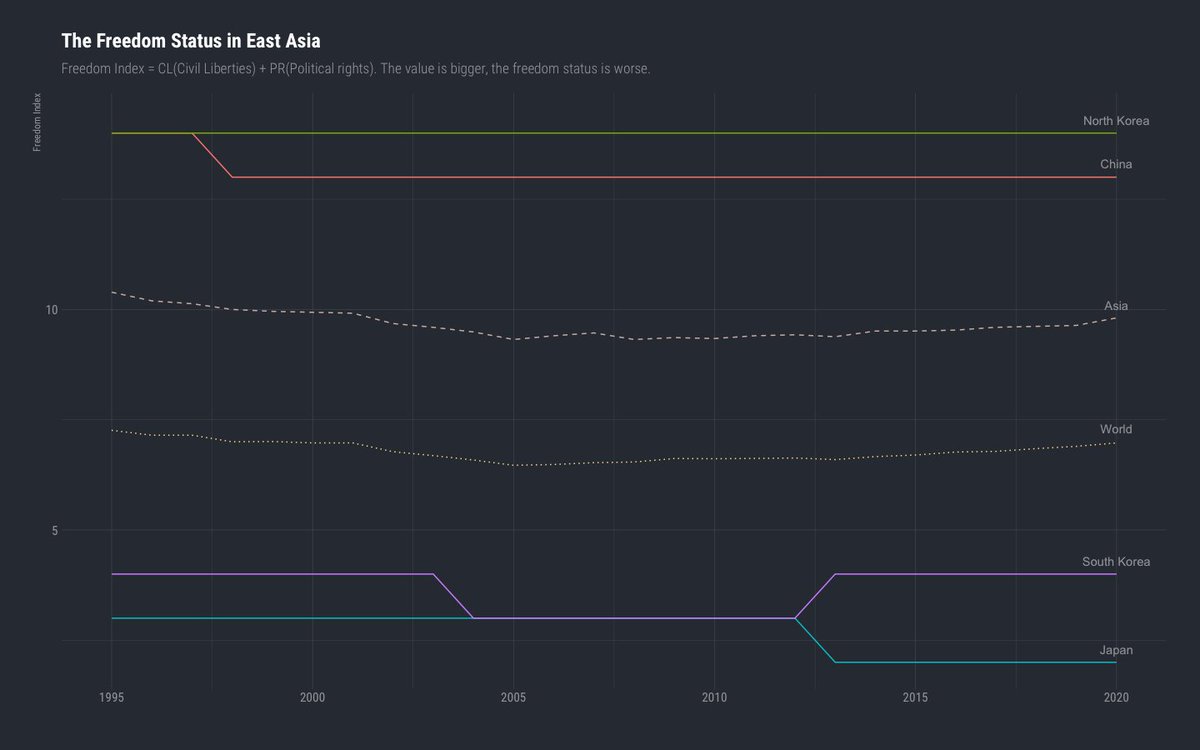 The Freedom Status in East Asia
Freedom Index = CL(Civil Liberties) + PR(Political rights). The value is bigger, the freedom status is worse.
Freedom Index
North Korea
China
10
Asia
World
5
South Korea
Japan
1995 2000 2005 2010 2015 2020